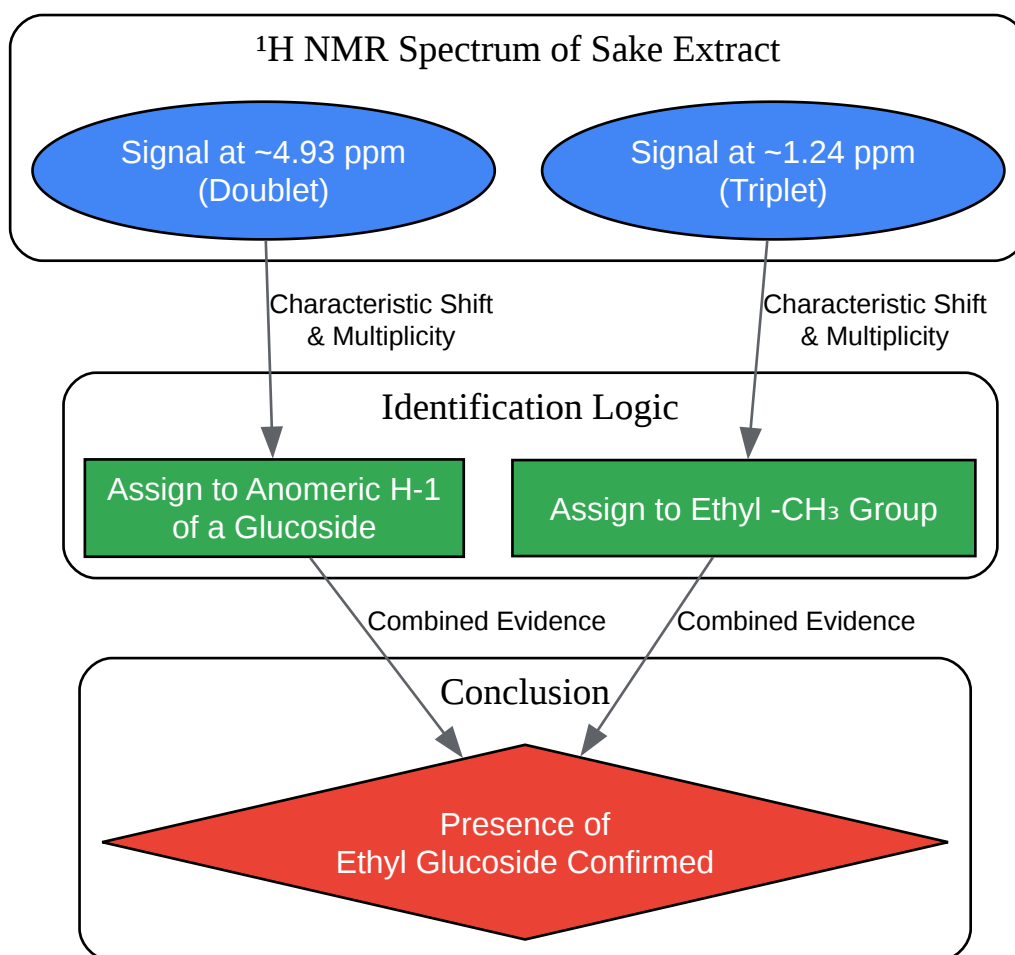 ¹H NMR Spectrum of Sake Extract
Signal at ~4.93 ppm
(Doublet)
Signal at ~1.24 ppm
(Triplet)
Characteristic Shift
& Multiplicity
Characteristic Shift
& Multiplicity
Identification Logic
Assign to Anomeric H-1
of a Glucoside
Assign to Ethyl -CH₃ Group
Combined Evidence
Combined Evidence
Conclusion
Presence of
Ethyl Glucoside Confirmed